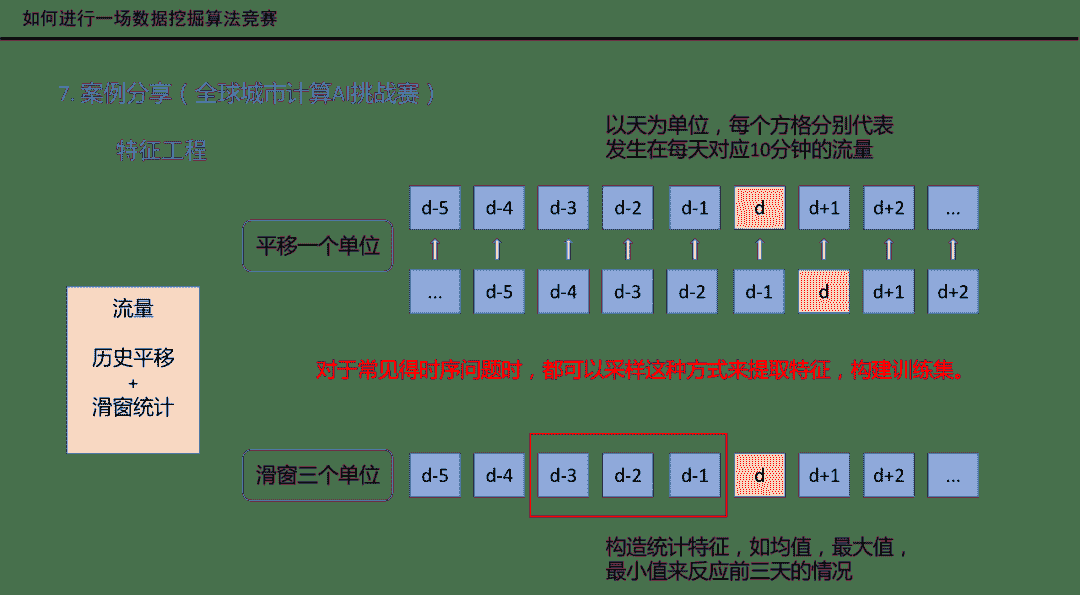 如何进行一场数据挖掘算法竞赛
7. 案例分享（全球城市计算AI挑战赛）
特征工程
以天为单位，每个方格分别代表
发生在每天对应10分钟的流量
d-5 d-4 d-3 d-2 d-1 d d+1 d+2 ...
平移一个单位
... d-5 d-4 d-3 d-2 d-1 d d+1 d+2
流量
历史平移
+
滑窗统计
对于常见得时序问题时，都可以采样这种方式来提取特征，构建训练集。
滑窗三个单位
d-5 d-4 d-3 d-2 d-1 d d+1 d+2 ...
构造统计特征，如均值，最大值，
最小值来反应前三天的情况